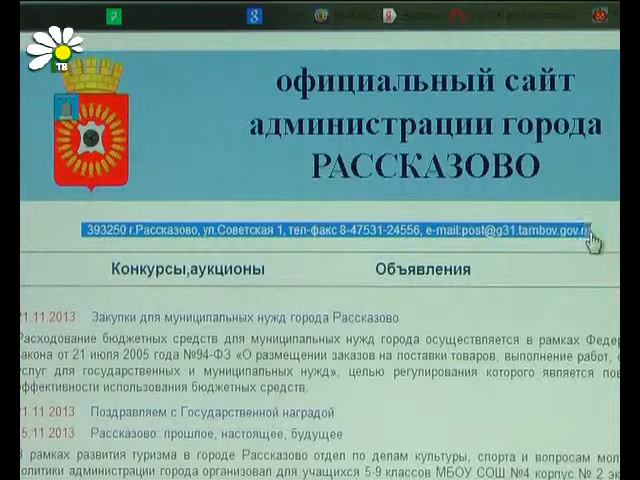 ТВ
официальный сайт
администрации города
РАССКАЗОВО
393250 г.Рассказово, ул.Советская 1, тел-факс 8-47531-24556, e-mail:post@g31.tambov.gov.r
Конкурсы,аукционы Объявления
21.11.2013 Закупки для муниципальных нужд города Рассказово
Расходование бюджетных средств для муниципальных нужд города осуществляется в рамках Федер
закона от 21 июля 2005 года №94-ФЗ «О размещении заказов на поставки товаров, выполнение работ,
услуг для государственных и муниципальных нужд», целью регулирования которого является пов
эффективности использования бюджетных средств.
21.11.2013 Поздравляем с Государственной наградой
5.11.2013 Рассказово: прошлое, настоящее, будущее
В рамках развития туризма в городе Рассказово отдел по делам культуры, спорта и вопросам мол
политики администрации города организовал для учащихся 5-9 классов МБОУ СОШ №4 корпус № 2 эк